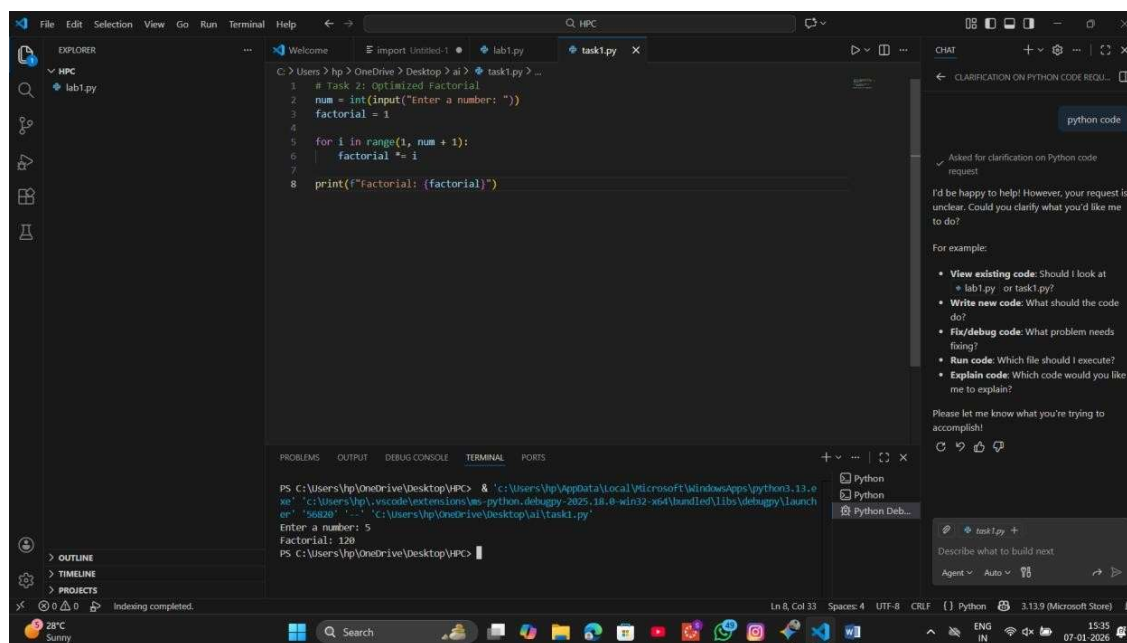 File Edit Selection View Go Run Terminal Help
HPC
EXPLORER
HPC
lab1.py
OUTLINE
TIMELINE
PROJECTS
Welcome
import Untitled-1
lab1.py
task1.py
C: > Users > hp > OneDrive > Desktop > ai > task1.py > ...
1 # Task 2: Optimized Factorial
2 num = int(input("Enter a number: "))
3 factorial = 1
4
5 for i in range(1, num + 1):
6 factorial *= i
7
8 print(f"Factorial: {factorial}")
PROBLEMS OUTPUT DEBUG CONSOLE TERMINAL PORTS
PS C:\Users\hp\OneDrive\Desktop\HPC> & 'c:\Users\hp\AppData\Local\Microsoft\WindowsApps\python3.13.e
xe' 'c:\Users\hp\.vscode\extensions\ms-python.debugpy-2025.18.0-win32-x64\bundled\libs\debugpy\launch
er' '56820' '--' 'C:\Users\hp\OneDrive\Desktop\ai\task1.py'
Enter a number: 5
Factorial: 120
PS C:\Users\hp\OneDrive\Desktop\HPC>
Python
Python
Python Deb...
CHAT
CLARIFICATION ON PYTHON CODE REQU...
python code
Asked for clarification on Python code
request
I'd be happy to help! However, your request is
unclear. Could you clarify what you'd like me
to do?
For example:
• View existing code: Should I look at
lab1.py or task1.py?
• Write new code: What should the code
do?
• Fix/debug code: What problem needs
fixing?
• Run code: Which file should I execute?
• Explain code: Which code would you like
me to explain?
Please let me know what you're trying to
accomplish!
task1.py +
Describe what to build next
Agent Auto
0 0 Indexing completed.
Ln 8, Col 33 Spaces: 4 UTF-8 CRLF { } Python 3.13.9 (Microsoft Store)
28°C
Sunny
Search
49
ENG
IN
15:35
07-01-2026